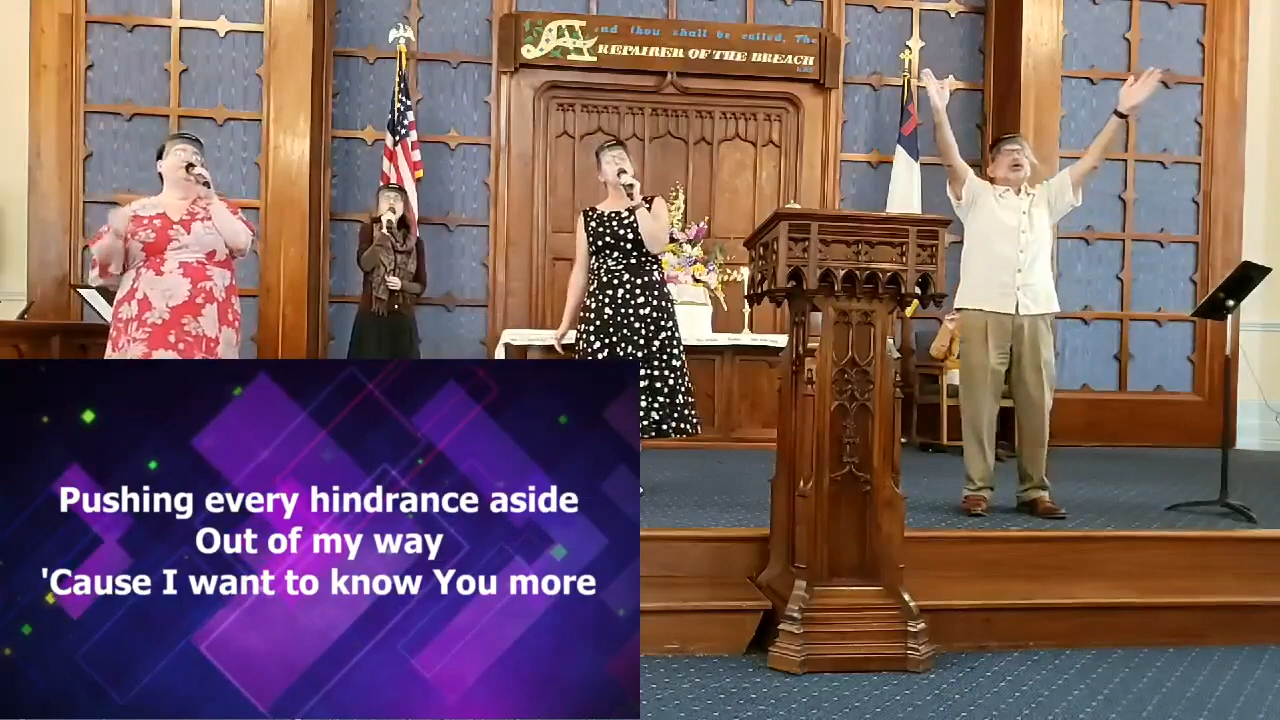 And thou shall be called, The
REPAIRER OF THE BREACH
Pushing every hindrance aside
Out of my way
'Cause I want to know You more